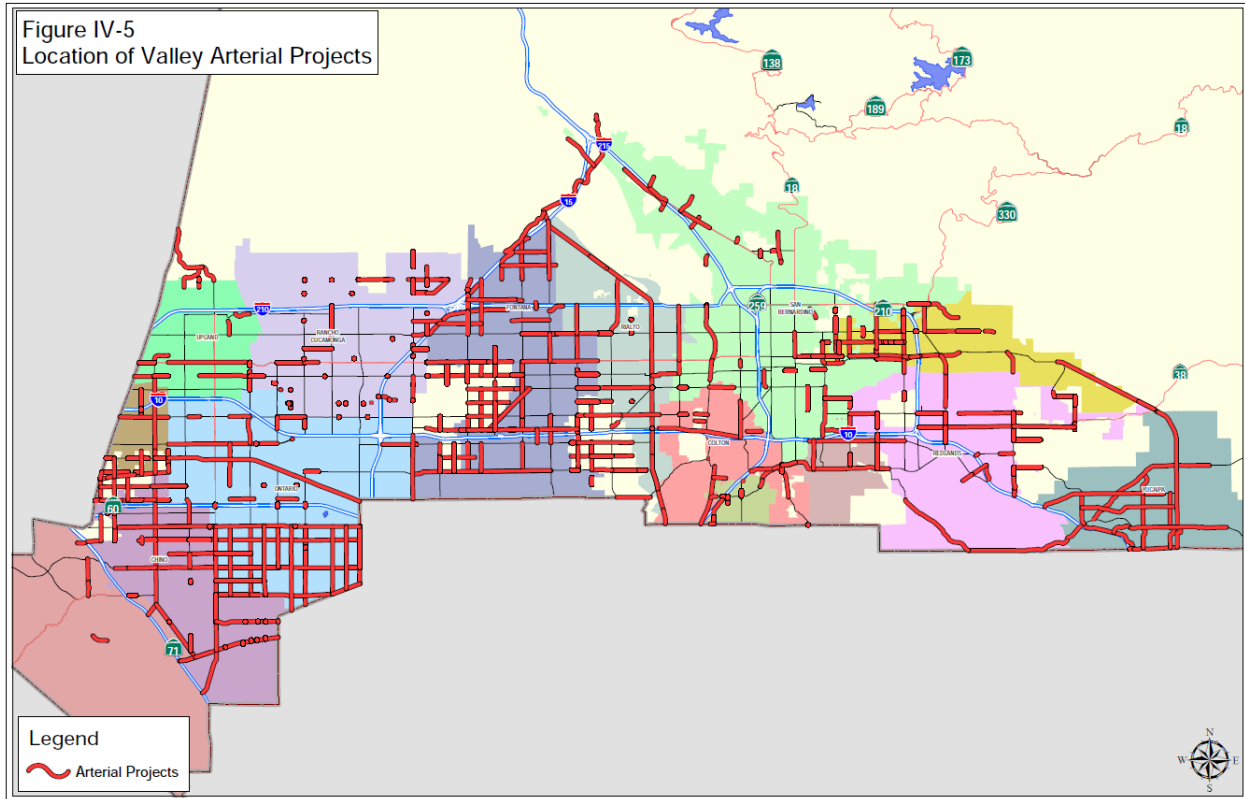 Figure IV-5
Location of Valley Arterial Projects
138
173
189
18
215
18
15
330
210
FONTANA
259
SAN
BERNARDINO
210
RIALTO
UPLAND
RANCHO
CUCAMONGA
38
10
10
COLTON
REDLANDS
ONTARIO
YUCAIPA
60
CHINO
71
Legend
Arterial Projects
N
W E
S